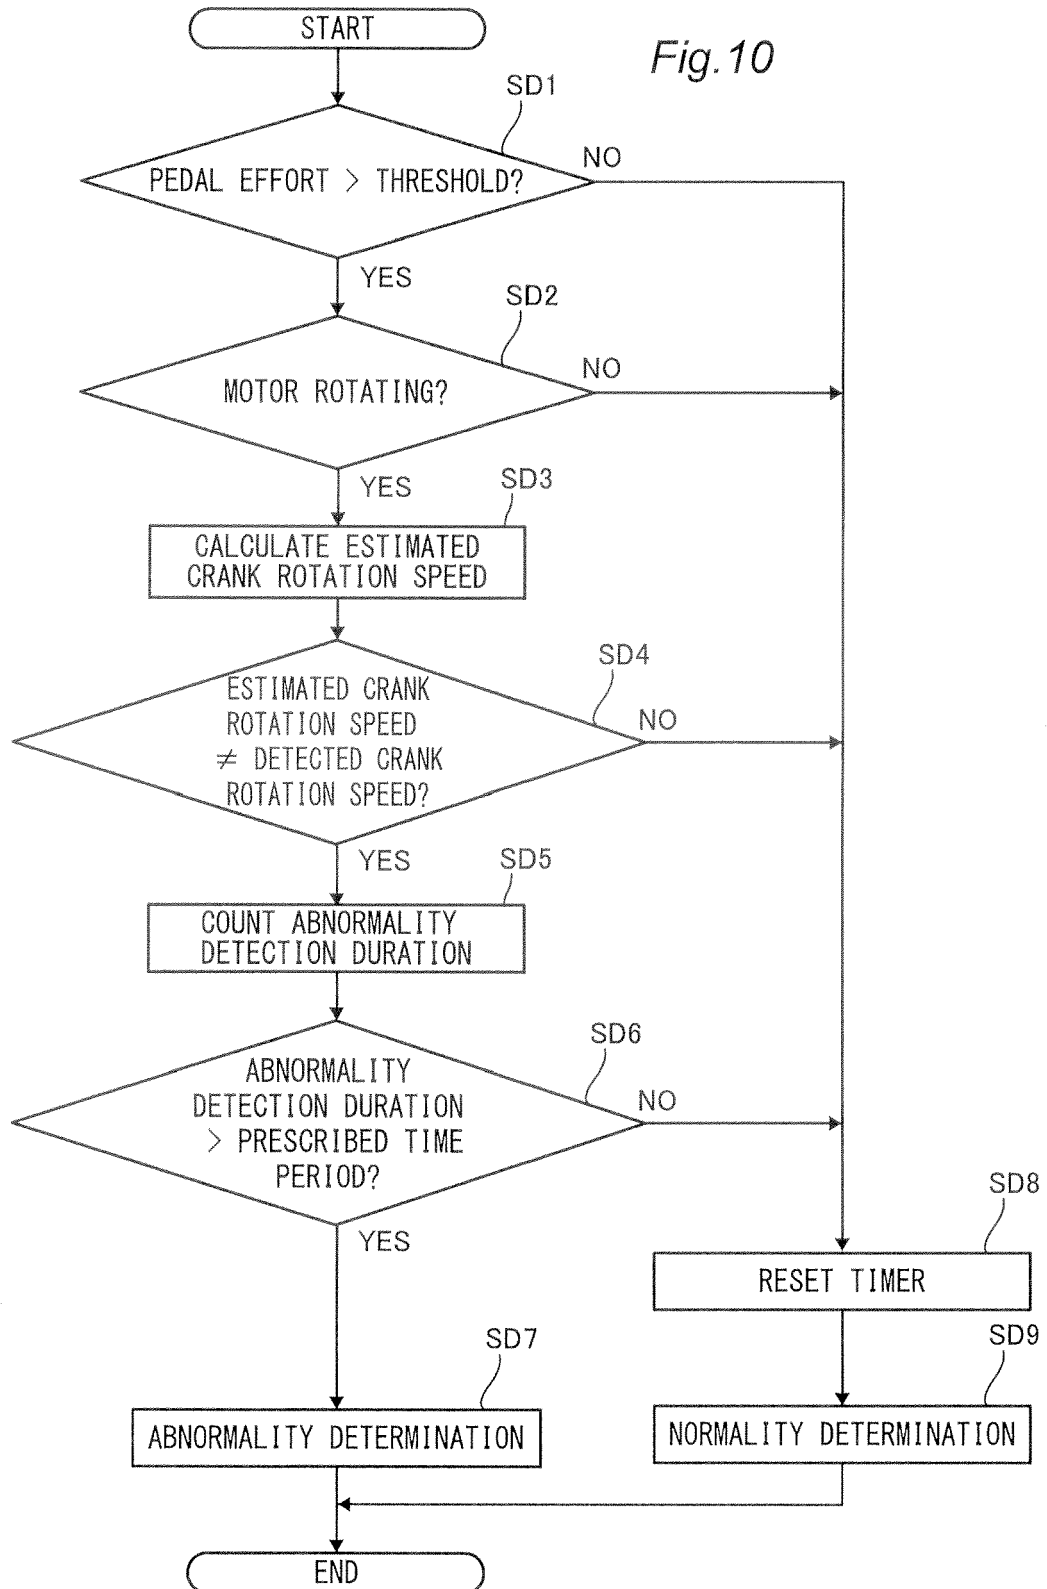 START
Fig.10
SD1
PEDAL EFFORT > THRESHOLD?
NO
YES
SD2
MOTOR ROTATING?
NO
YES
SD3
CALCULATE ESTIMATED
CRANK ROTATION SPEED
SD4
ESTIMATED CRANK
ROTATION SPEED
≠ DETECTED CRANK
ROTATION SPEED?
NO
YES
SD5
COUNT ABNORMALITY
DETECTION DURATION
SD6
ABNORMALITY
DETECTION DURATION
> PRESCRIBED TIME
PERIOD?
NO
YES
SD8
RESET TIMER
SD7
ABNORMALITY DETERMINATION
SD9
NORMALITY DETERMINATION
END